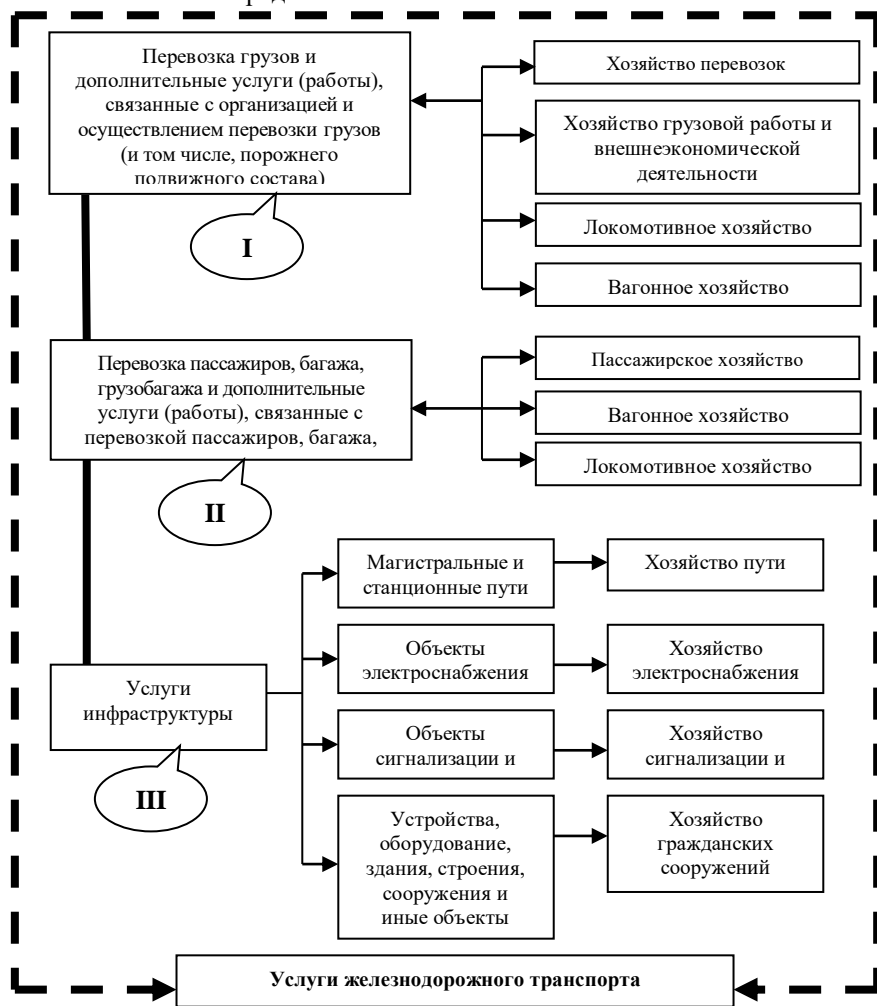 Перевозка грузов и
дополнительные услуги (работы),
связанные с организацией и
осуществлением перевозки грузов
(и том числе, порожнего
подвижного состава)
I
Хозяйство перевозок
Хозяйство грузовой работы и
внешнеэкономической
деятельности
Локомотивное хозяйство
Вагонное хозяйство
Перевозка пассажиров, багажа,
грузобагажа и дополнительные
услуги (работы), связанные с
перевозкой пассажиров, багажа,
II
Пассажирское хозяйство
Вагонное хозяйство
Локомотивное хозяйство
Услуги
инфраструктуры
III
Магистральные и
станционные пути
Хозяйство пути
Объекты
электроснабжения
Хозяйство
электроснабжения
Объекты
сигнализации и
Хозяйство
сигнализации и
Устройства,
оборудование,
здания, строения,
сооружения и
иные объекты
Хозяйство
гражданских
сооружений
Услуги железнодорожного транспорта